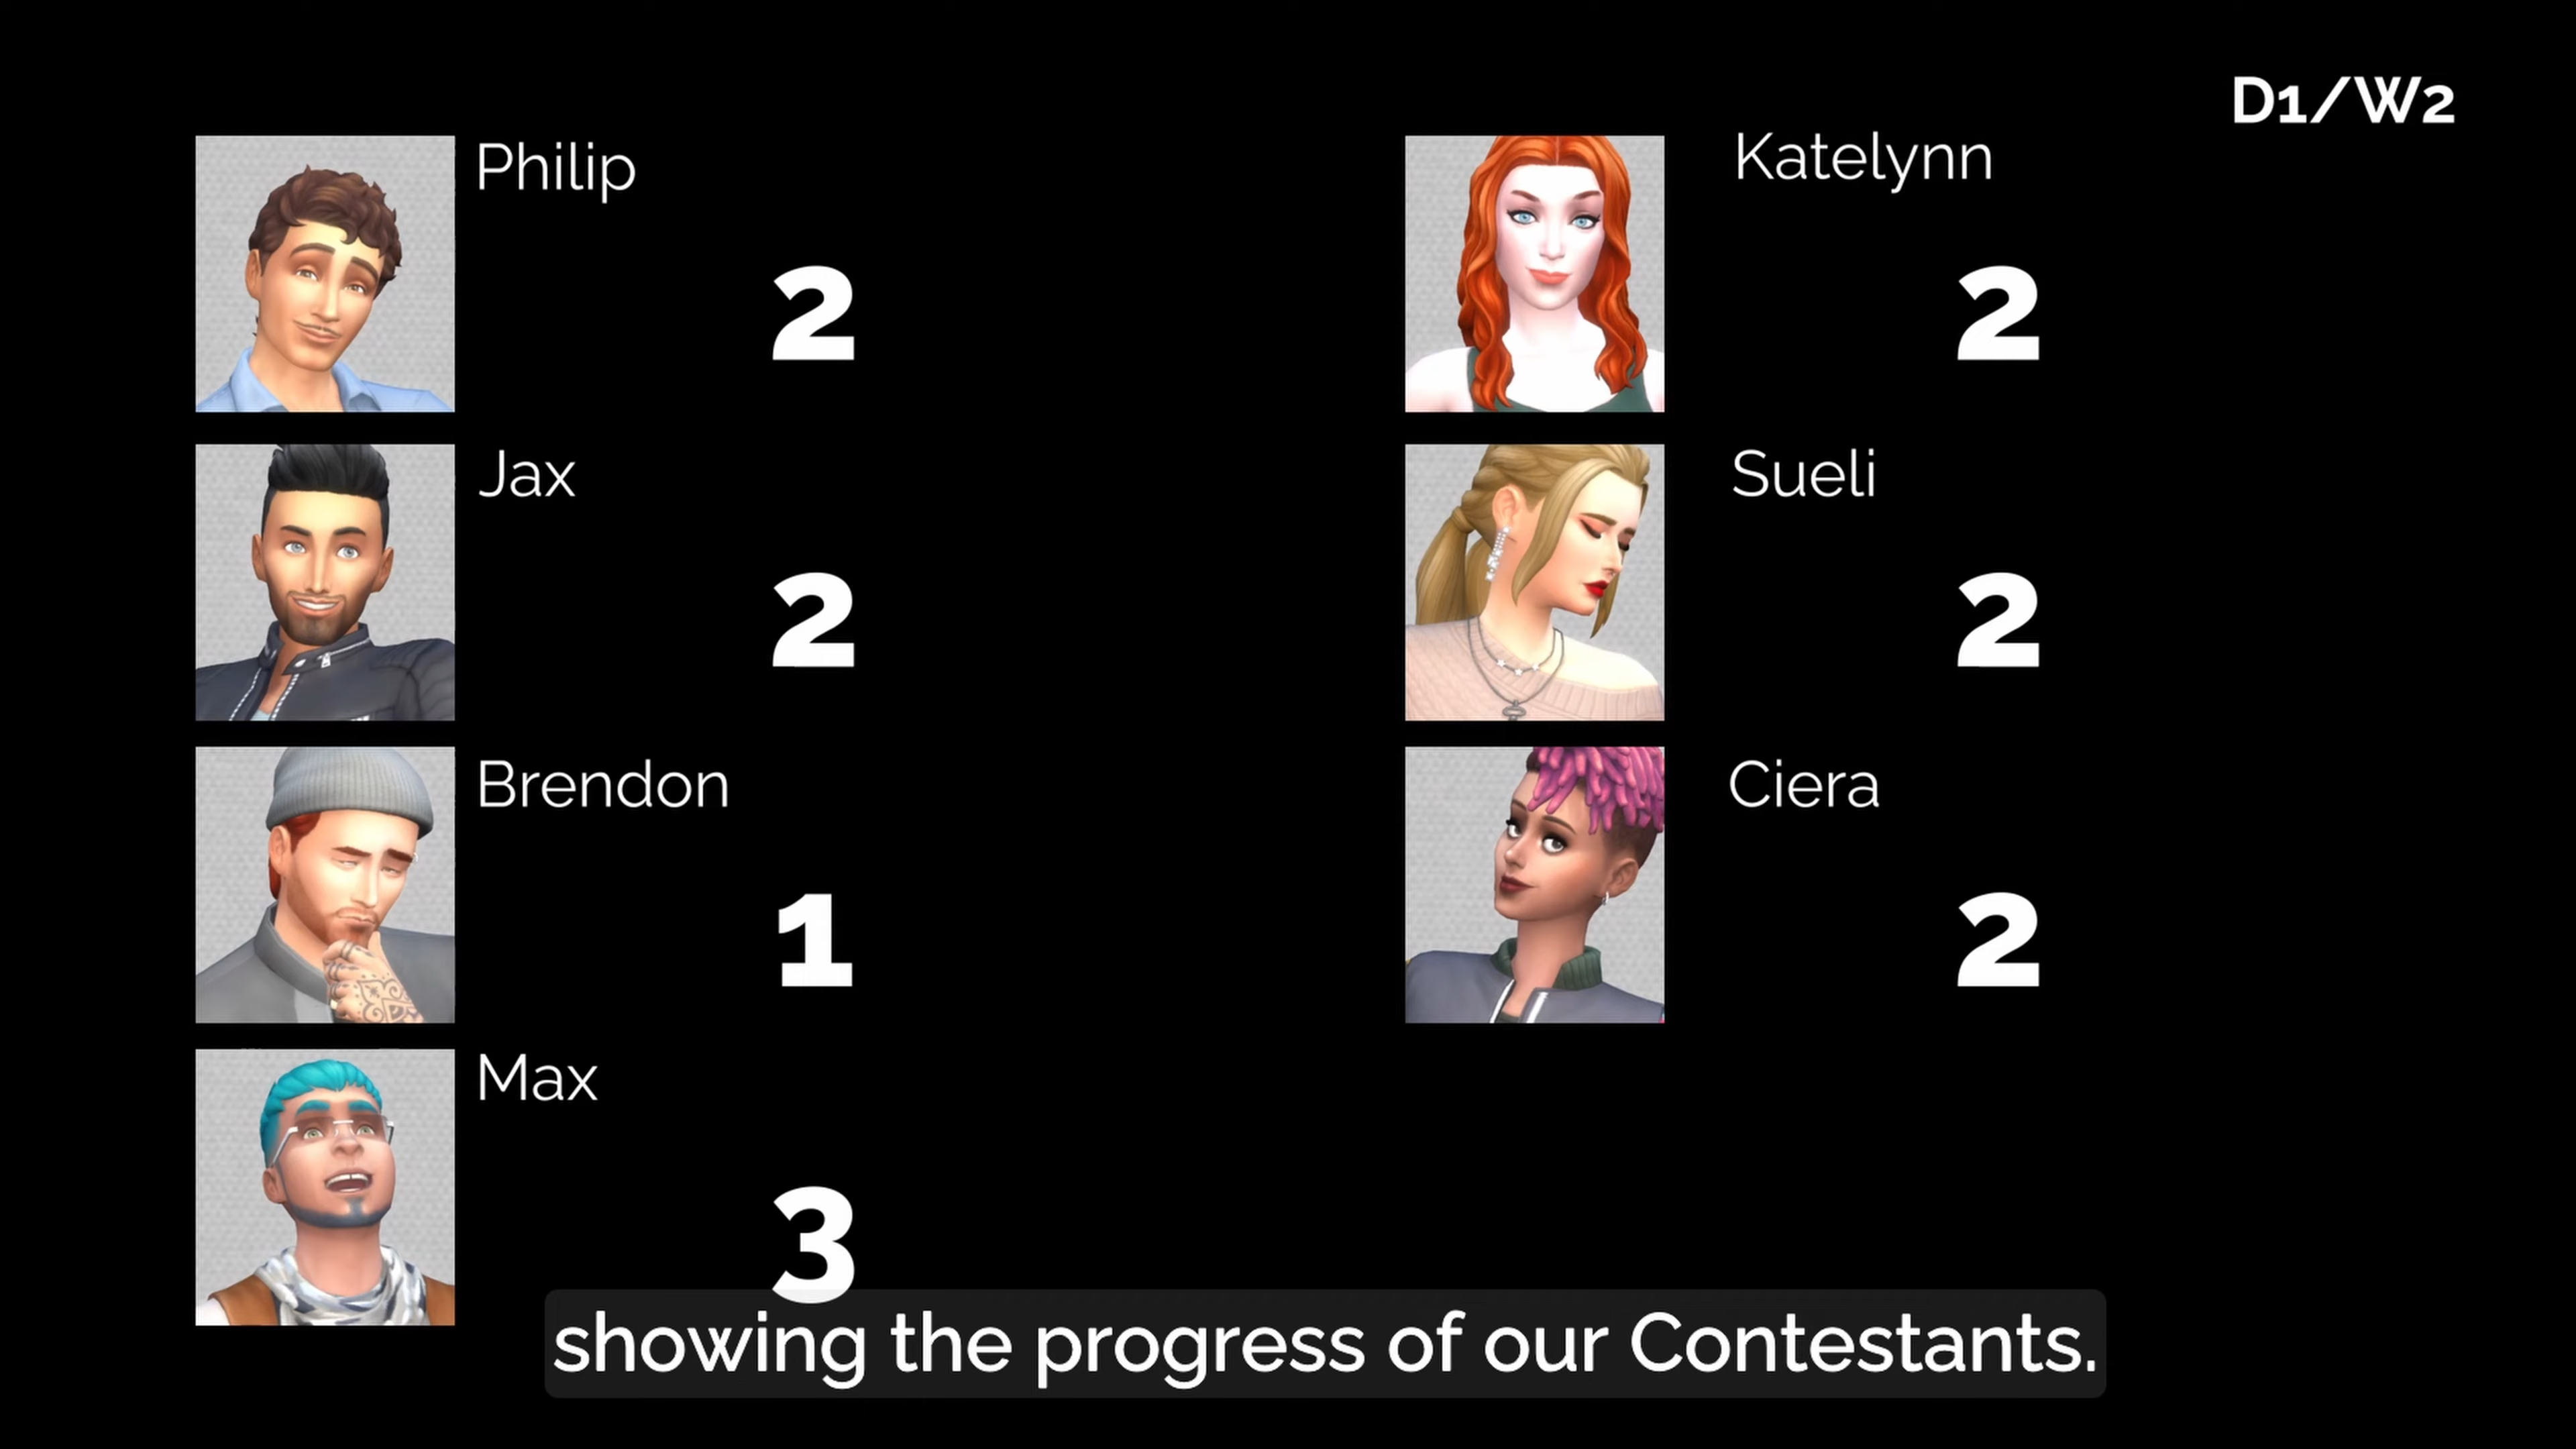 D1/W2
Philip
2
Katelynn
2
Jax
2
Sueli
2
Brendon
1
Ciera
2
Max
3
showing the progress of our Contestants.